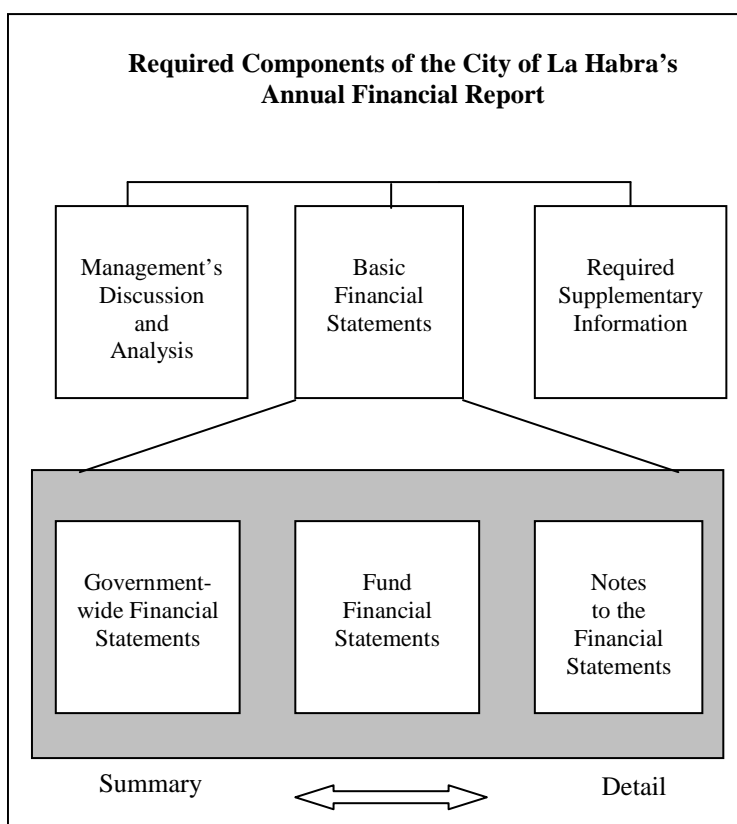 Required Components of the City of La Habra’s
Annual Financial Report
Management’s
Discussion
and
Analysis
Basic
Financial
Statements
Required
Supplementary
Information
Government-
wide Financial
Statements
Fund
Financial
Statements
Notes
to the
Financial
Statements
Summary
Detail